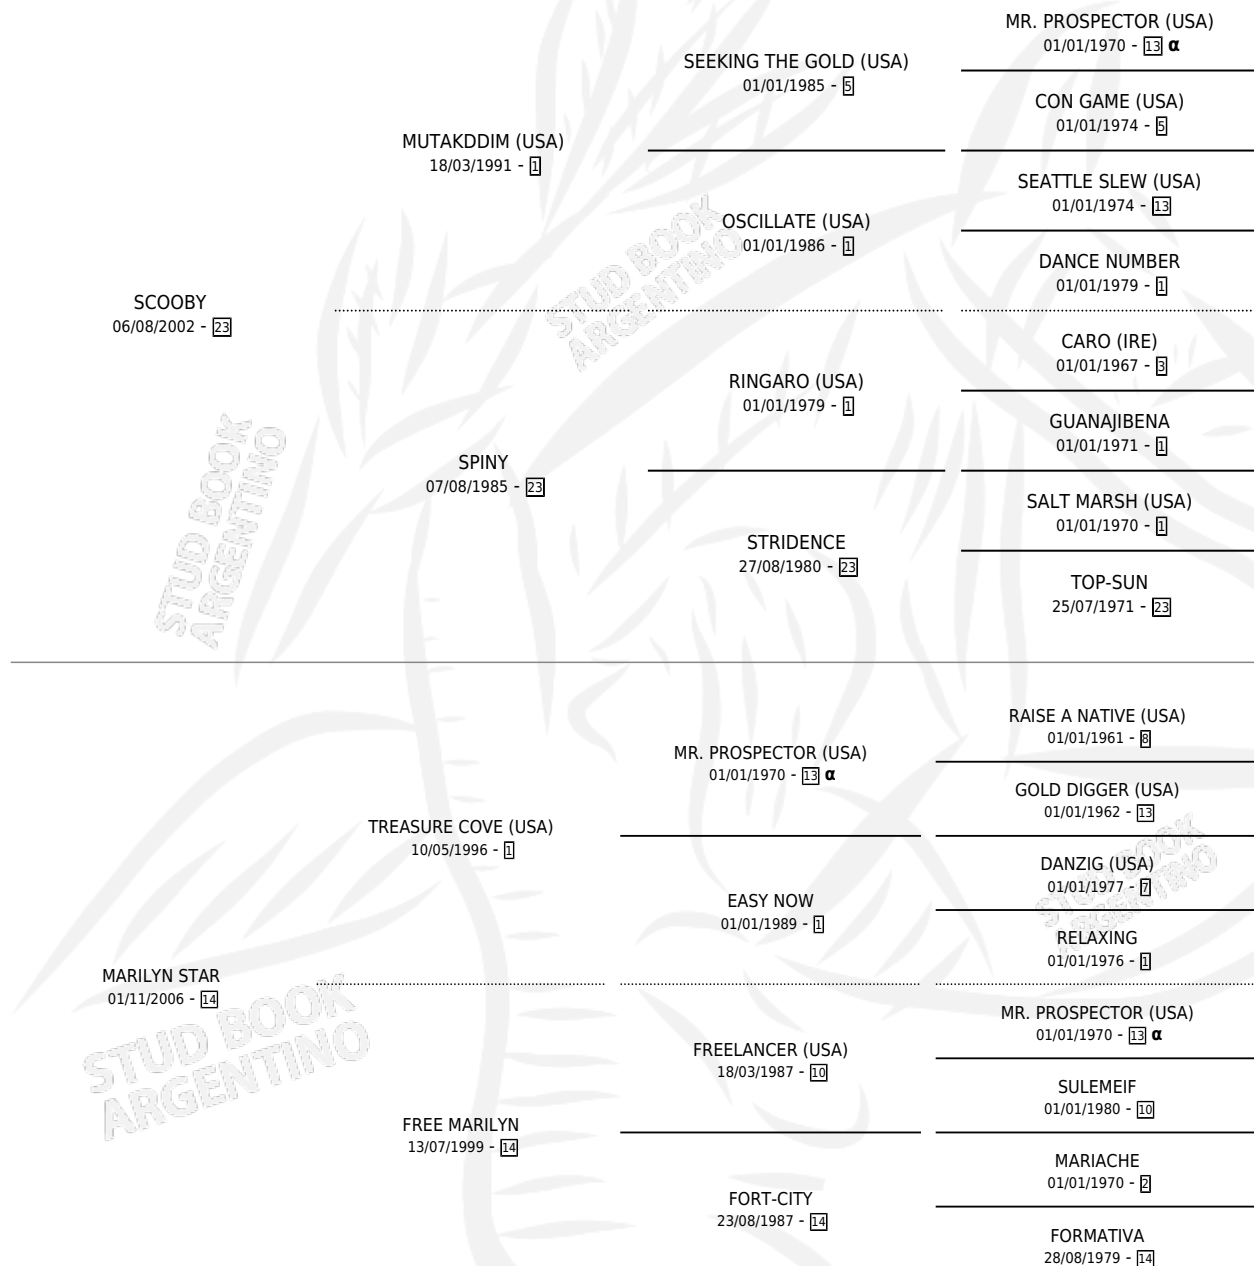 MR. PROSPECTOR (USA)
01/01/1970 - 13 α
SEEKING THE GOLD (USA)
01/01/1985 - 5
CON GAME (USA)
01/01/1974 - 5
MUTAKDDIM (USA)
18/03/1991 - 1
SEATTLE SLEW (USA)
01/01/1974 - 13
OSCILLATE (USA)
01/01/1986 - 1
DANCE NUMBER
01/01/1979 - 1
SCOOBY
06/08/2002 - 23
CARO (IRE)
01/01/1967 - 3
RINGARO (USA)
01/01/1979 - 1
GUANAJIBENA
01/01/1971 - 1
SPINY
07/08/1985 - 23
SALT MARSH (USA)
01/01/1970 - 1
STRIDENCE
27/08/1980 - 23
TOP-SUN
25/07/1971 - 23
RAISE A NATIVE (USA)
01/01/1961 - 8
MR. PROSPECTOR (USA)
01/01/1970 - 13 α
GOLD DIGGER (USA)
01/01/1962 - 13
TREASURE COVE (USA)
10/05/1996 - 1
DANZIG (USA)
01/01/1977 - 7
EASY NOW
01/01/1989 - 1
RELAXING
01/01/1976 - 1
MARILYN STAR
01/11/2006 - 14
MR. PROSPECTOR (USA)
01/01/1970 - 13 α
FREELANCER (USA)
18/03/1987 - 10
SULEMEIF
01/01/1980 - 10
FREE MARILYN
13/07/1999 - 14
MARIACHE
01/01/1970 - 2
FORT-CITY
23/08/1987 - 14
FORMATIVA
28/08/1979 - 14
STUD BOOK
ARGENTINO
STUD BOOK
ARGENTINO
STUD BOOK
ARGENTINO
STUD BOOK
ARGENTINO